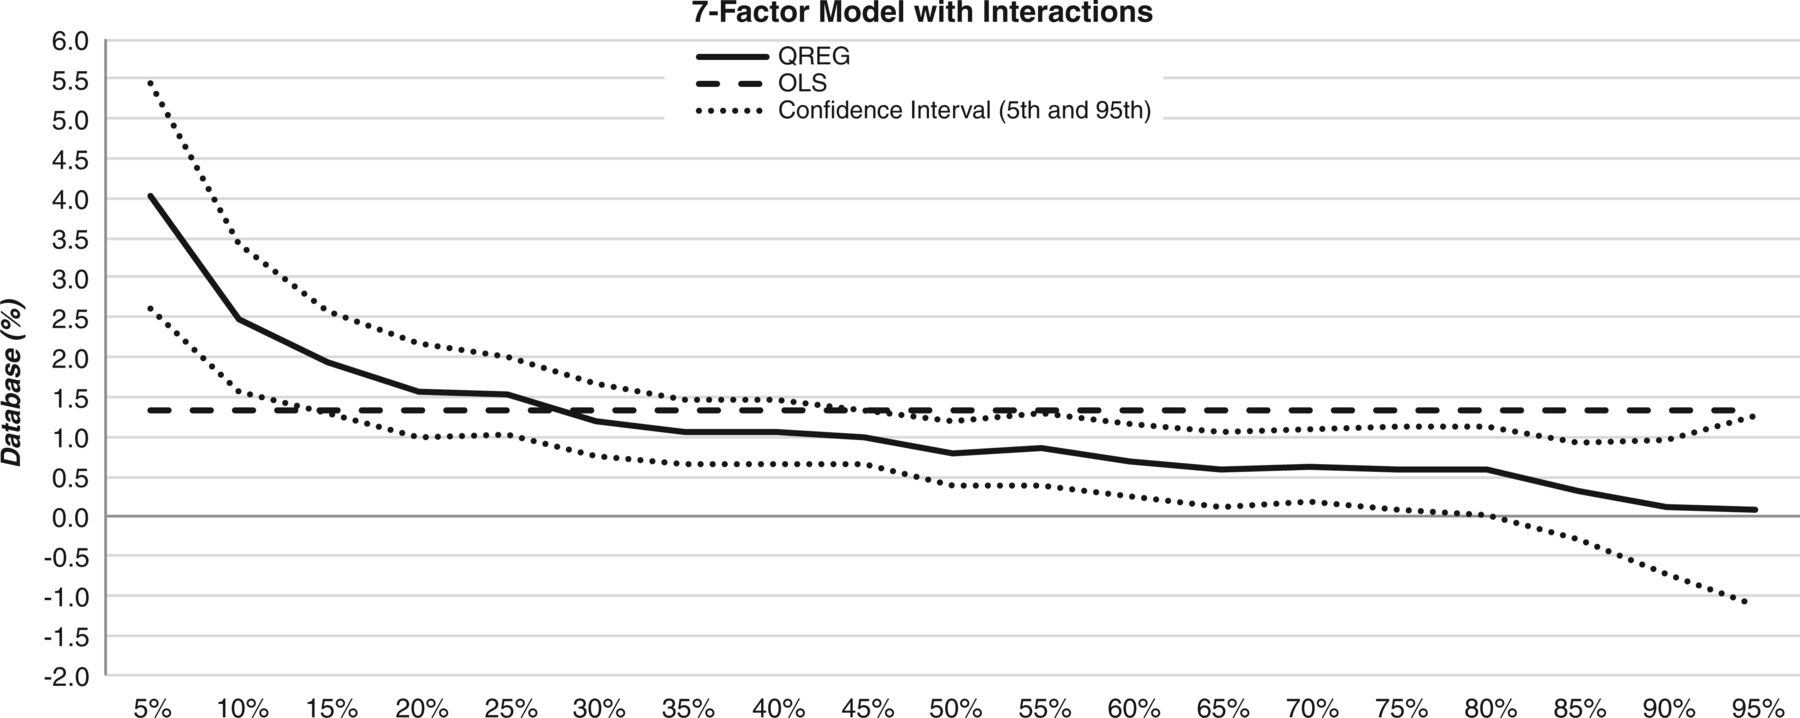 7-Factor Model with Interactions
QREG
OLS
Confidence Interval (5th and 95th)
Database (%)
6.0
5.5
5.0
4.5
4.0
3.5
3.0
2.5
2.0
1.5
1.0
0.5
0.0
-0.5
-1.0
-1.5
-2.0
5% 10% 15% 20% 25% 30% 35% 40% 45% 50% 55% 60% 65% 70% 75% 80% 85% 90% 95%